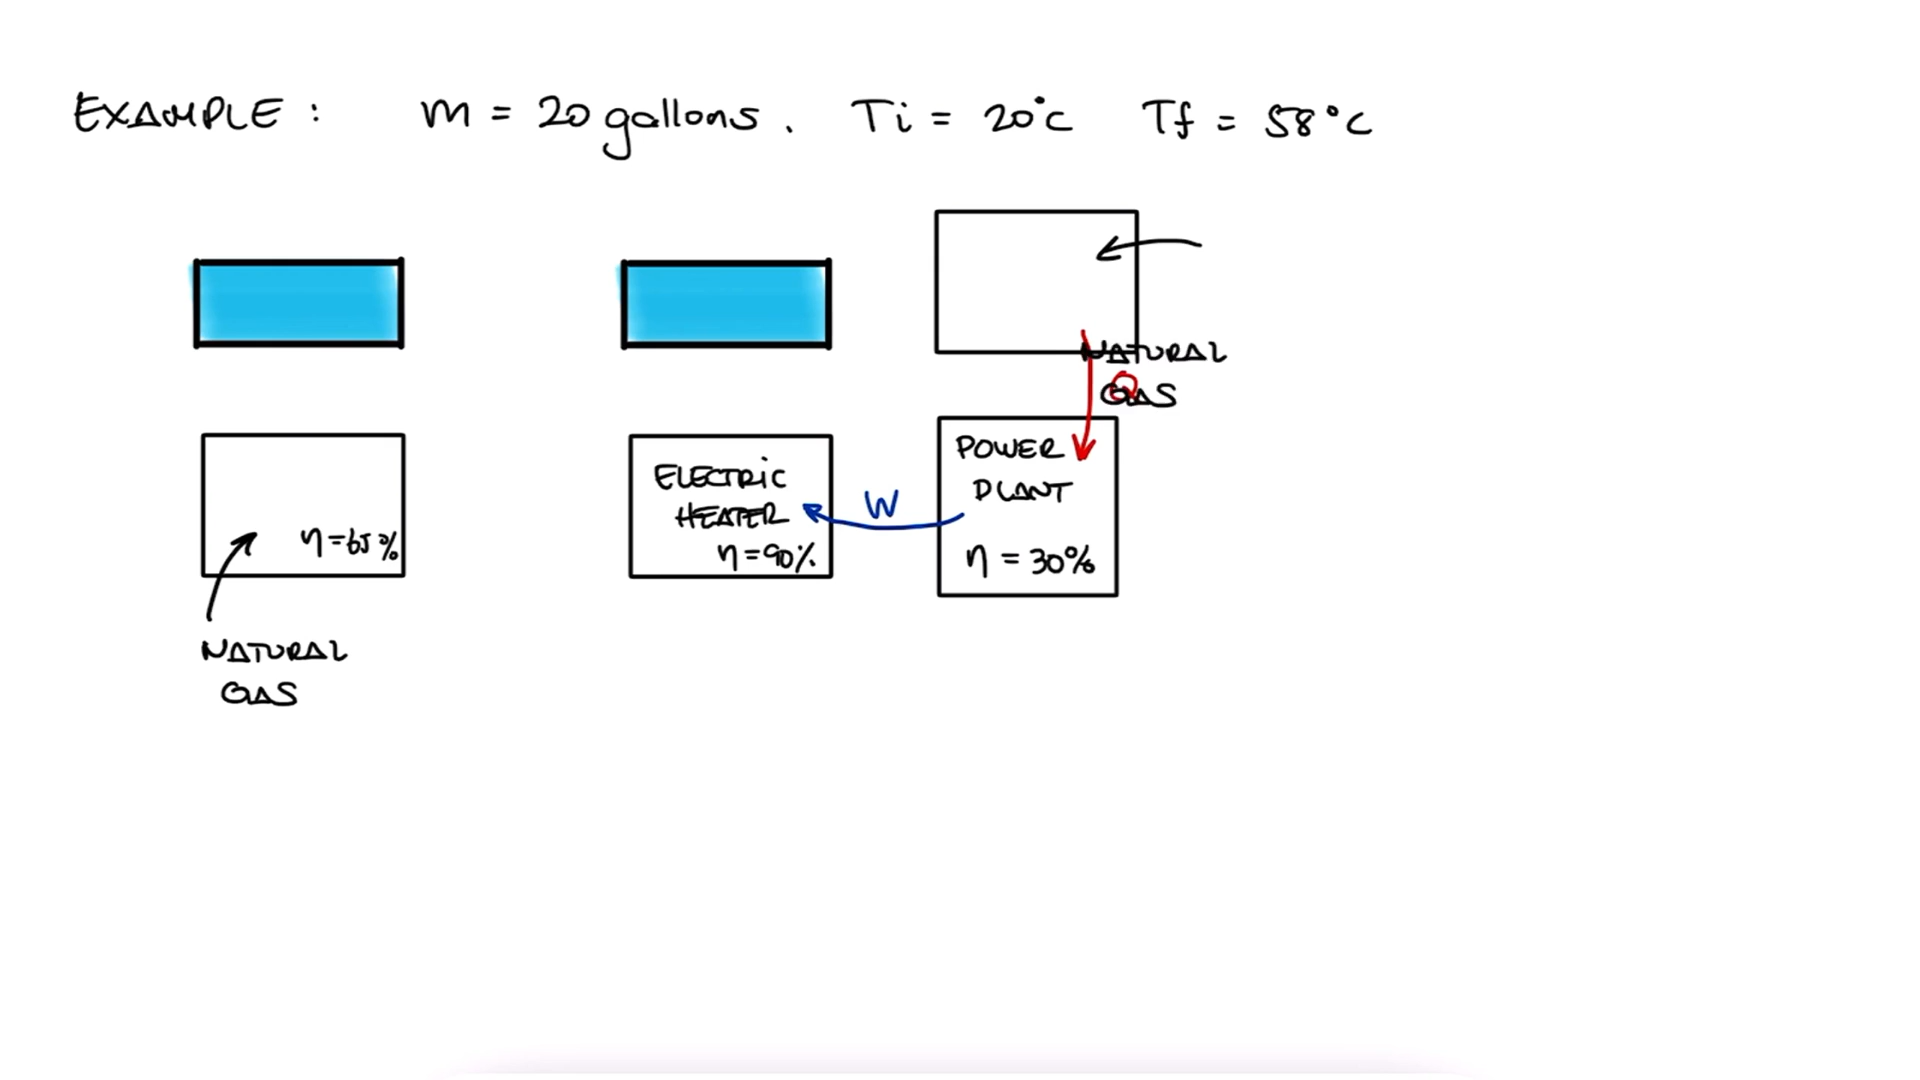 EXAMPLE : m = 20 gallons. Ti = 20°C Tf = 58°C
NATURAL
GAS
Q
POWER
PLANT
η = 30%
W
ELECTRIC
HEATER
η=90%
η=65%
NATURAL
GAS